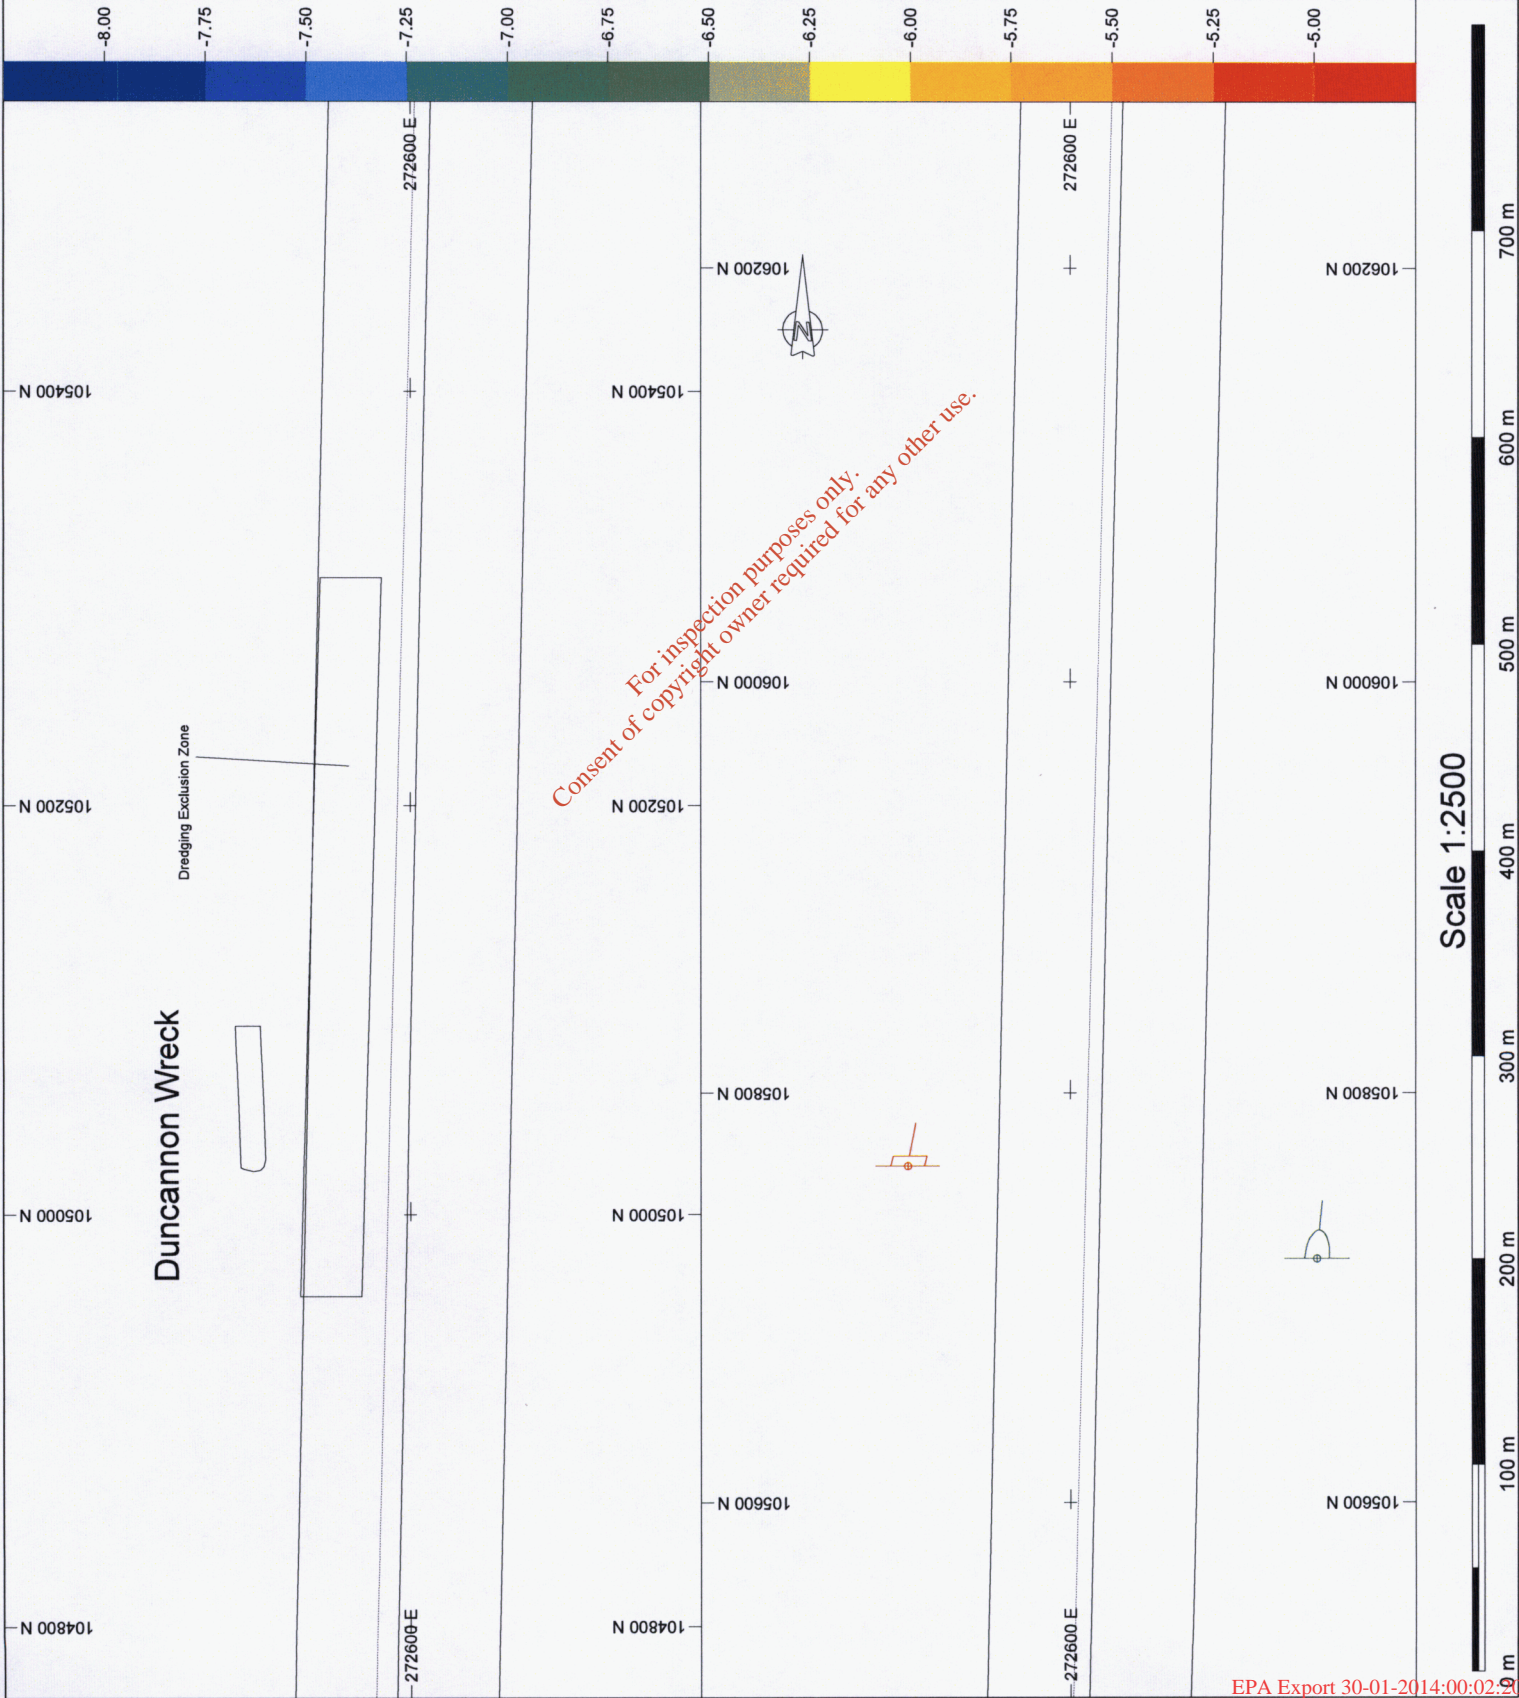 -8.00
-7.75
-7.50
-7.25
-7.00
-6.75
-6.50
-6.25
-6.00
-5.75
-5.50
-5.25
-5.00
272600 E
272600 E
106200 N
106200 N
105400 N
105400 N
N
For inspection purposes only.
Consent of copyright owner required for any other use.
106000 N
106000 N
Dredging Exclusion Zone
105200 N
105200 N
Duncannon Wreck
105800 N
105800 N
105000 N
105000 N
105600 N
105600 N
104800 N
104800 N
272600 E
272600 E
Scale 1:2500
0 m
100 m
200 m
300 m
400 m
500 m
600 m
700 m
EPA Export 30-01-2014:00:02:20